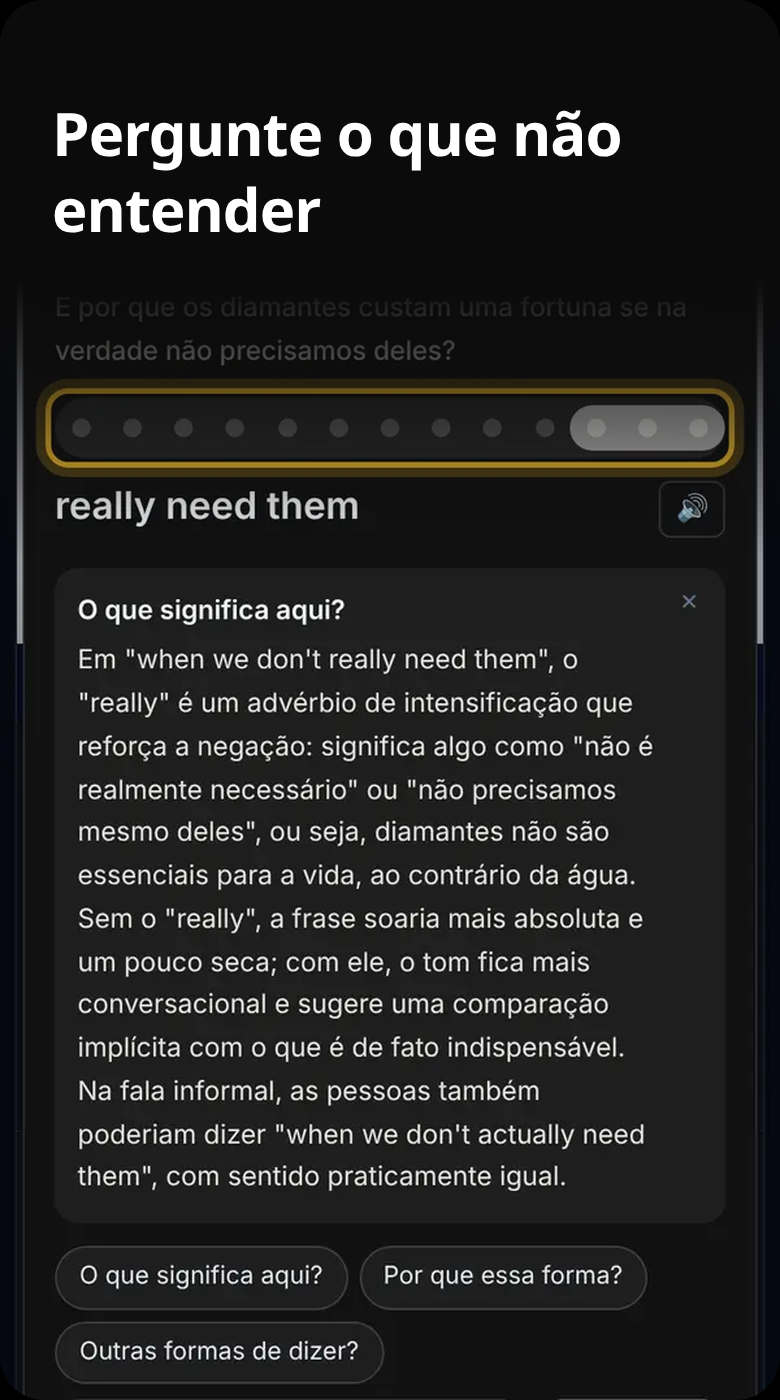 Pergunte o que não
entender
E por que os diamantes custam uma fortuna se na
verdade não precisamos deles?
really need them
O que significa aqui?
Em "when we don't really need them", o
"really" é um advérbio de intensificação que
reforça a negação: significa algo como "não é
realmente necessário" ou "não precisamos
mesmo deles", ou seja, diamantes não são
essenciais para a vida, ao contrário da água.
Sem o "really", a frase soaria mais absoluta e
um pouco seca; com ele, o tom fica mais
conversacional e sugere uma comparação
implícita com o que é de fato indispensável.
Na fala informal, as pessoas também
poderiam dizer "when we don't actually need
them", com sentido praticamente igual.
O que significa aqui?
Por que essa forma?
Outras formas de dizer?